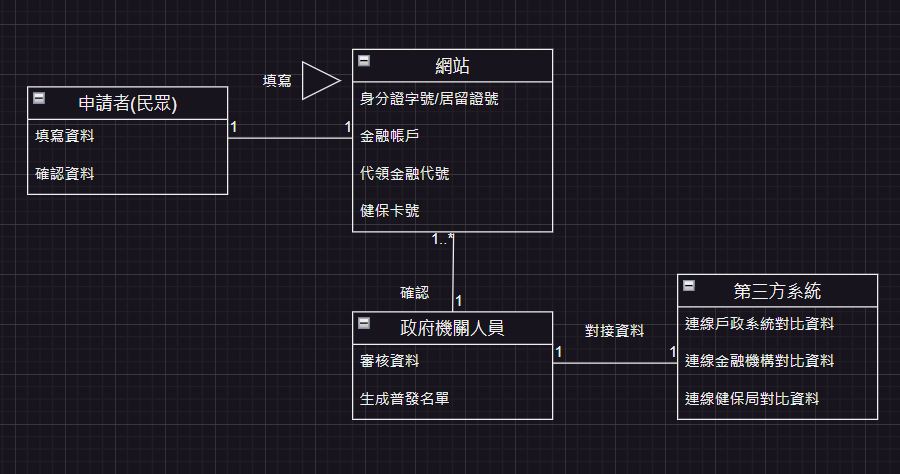 填寫
網站
身分證字號/居留證號
金融帳戶
代領金融代號
健保卡號
申請者(民眾)
填寫資料
確認資料
1
1
1..*
確認
1
政府機關人員
審核資料
生成普發名單
對接資料
1
1
第三方系統
連線戶政系統對比資料
連線金融機構對比資料
連線健保局對比資料